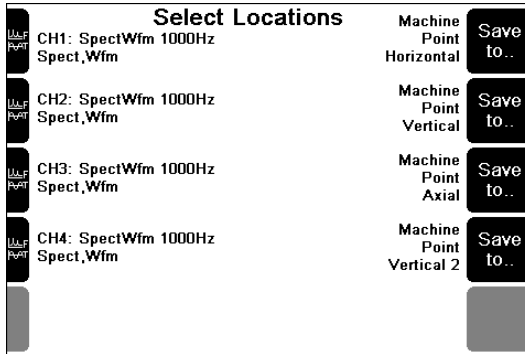 Select Locations
CH1: SpectWfm 1000Hz
Spect,Wfm
Machine
Point
Horizontal
Save
to..
CH2: SpectWfm 1000Hz
Spect,Wfm
Machine
Point
Vertical
Save
to..
CH3: SpectWfm 1000Hz
Spect,Wfm
Machine
Point
Axial
Save
to..
CH4: SpectWfm 1000Hz
Spect,Wfm
Machine
Point
Vertical 2
Save
to..